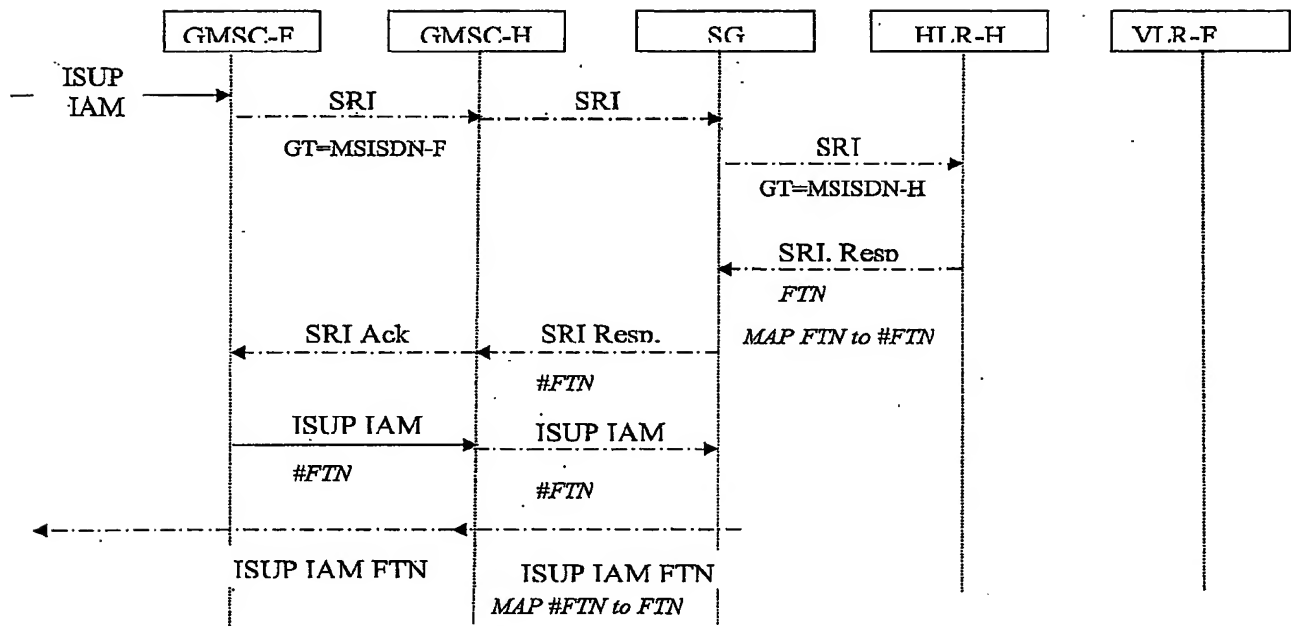 GMSC-F
GMSC-H
SG
HLR-H
VLR-F
ISUP
IAM
SRI
SRI
GT=MSISDN-F
SRI
GT=MSISDN-H
SRI. Resp
FTN
MAP FTN to #FTN
SRI Ack
SRI Resp.
#FTN
ISUP IAM
ISUP IAM
#FTN
#FTN
ISUP IAM FTN
ISUP IAM FTN
MAP #FTN to FTN